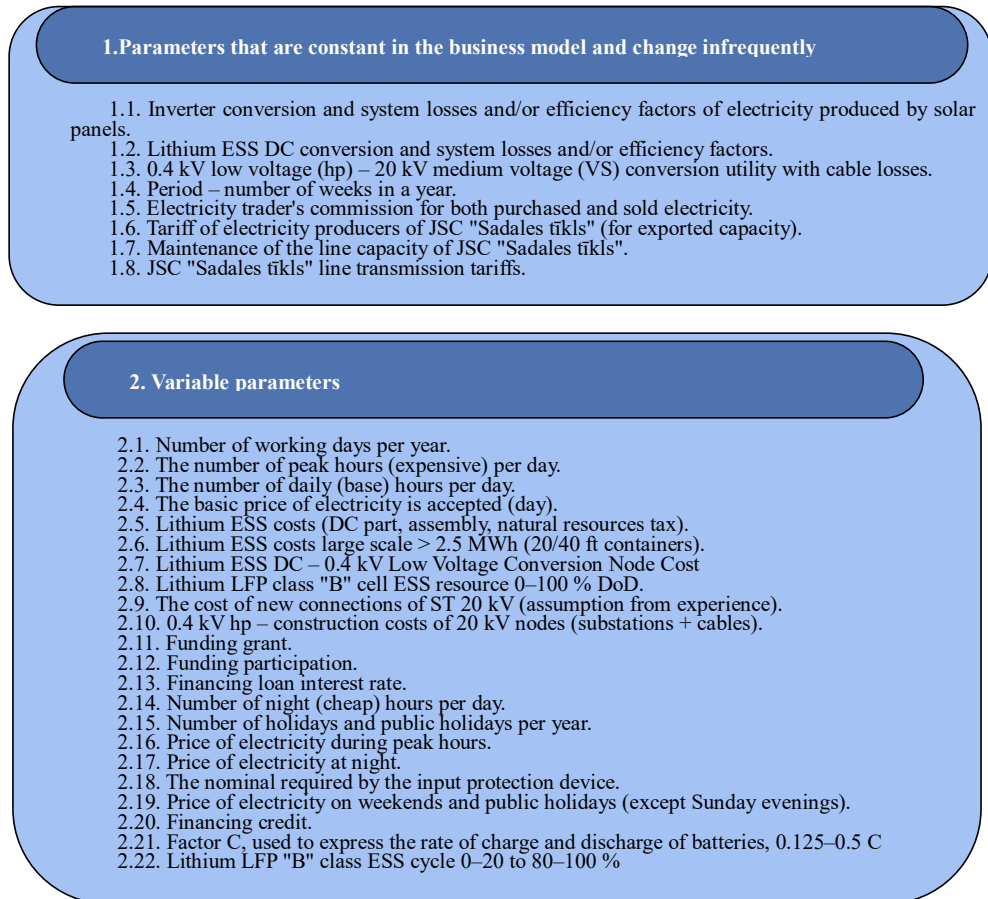 1.Parameters that are constant in the business model and change infrequently
1.1. Inverter conversion and system losses and/or efficiency factors of electricity produced by solar
panels.
1.2. Lithium ESS DC conversion and system losses and/or efficiency factors.
1.3. 0.4 kV low voltage (hp) – 20 kV medium voltage (VS) conversion utility with cable losses.
1.4. Period – number of weeks in a year.
1.5. Electricity trader's commission for both purchased and sold electricity.
1.6. Tariff of electricity producers of JSC "Sadales tīkls" (for exported capacity).
1.7. Maintenance of the line capacity of JSC "Sadales tīkls".
1.8. JSC "Sadales tīkls" line transmission tariffs.
2. Variable parameters
2.1. Number of working days per year.
2.2. The number of peak hours (expensive) per day.
2.3. The number of daily (base) hours per day.
2.4. The basic price of electricity is accepted (day).
2.5. Lithium ESS costs (DC part, assembly, natural resources tax).
2.6. Lithium ESS costs large scale > 2.5 MWh (20/40 ft containers).
2.7. Lithium ESS DC – 0.4 kV Low Voltage Conversion Node Cost
2.8. Lithium LFP class "B" cell ESS resource 0–100 % DoD.
2.9. The cost of new connections of ST 20 kV (assumption from experience).
2.10. 0.4 kV hp – construction costs of 20 kV nodes (substations + cables).
2.11. Funding grant.
2.12. Funding participation.
2.13. Financing loan interest rate.
2.14. Number of night (cheap) hours per day.
2.15. Number of holidays and public holidays per year.
2.16. Price of electricity during peak hours.
2.17. Price of electricity at night.
2.18. The nominal required by the input protection device.
2.19. Price of electricity on weekends and public holidays (except Sunday evenings).
2.20. Financing credit.
2.21. Factor C, used to express the rate of charge and discharge of batteries, 0.125–0.5 C
2.22. Lithium LFP "B" class ESS cycle 0–20 to 80–100 %